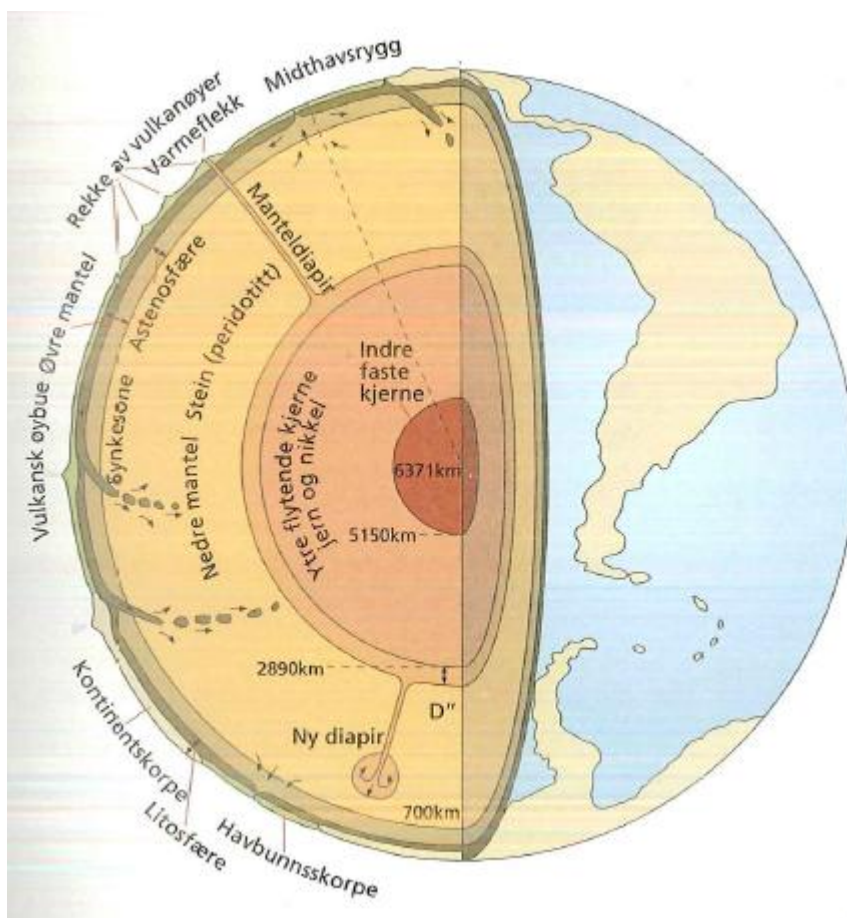 Midthavsrygg
Rekke av vulkanøyer
Varmeflekk
Manteldiapir
Vulkansk øybue
Øvre mantel
Astenosfære
Synkesone
Nedre mantel
Stein (peridotitt)
Indre
faste
kjerne
Ytre flytende kjerne
jern og nikkel
6371km
5150km
2890km
D"
Ny diapir
700km
Kontinentskorpe
Litosfære
Havbunnsskorpe